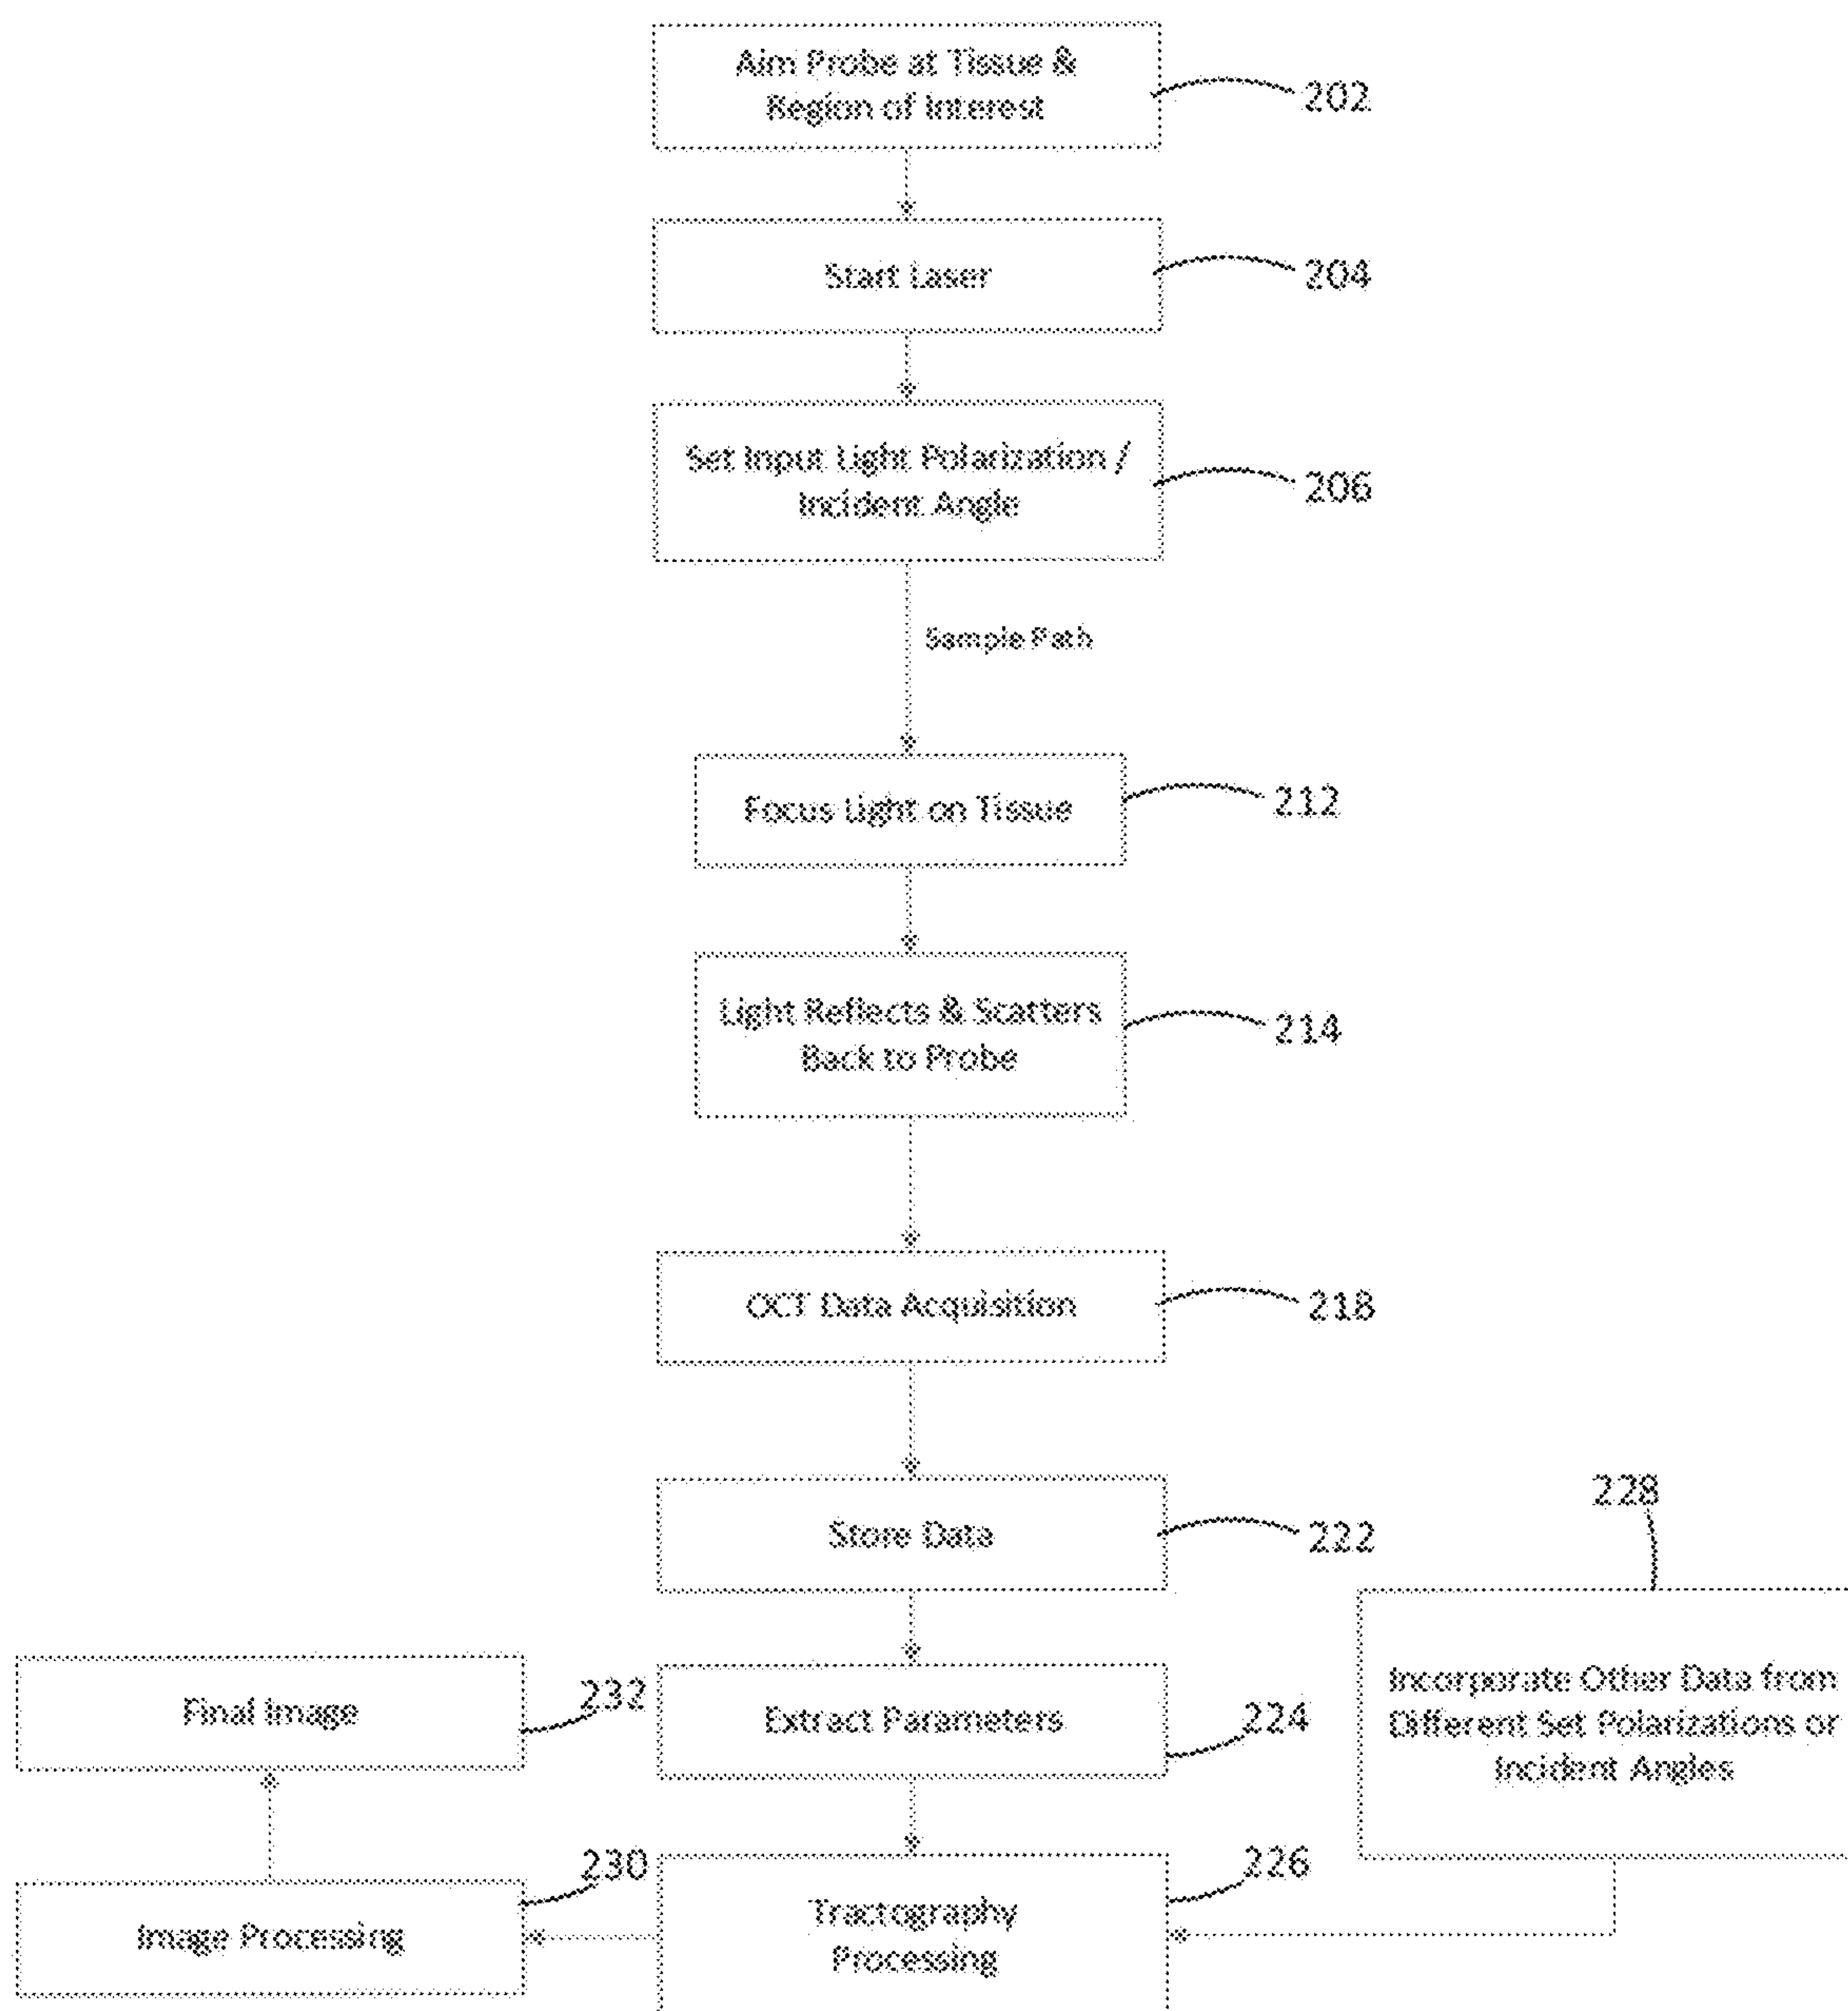 Aim Probe at Tissue &
Region of Interest
202
Start Laser
204
Set Input Light Polarization /
Incident Angle
206
Sample Path
Focus Light on Tissue
212
Light Reflects & Scatters
Back to Probe
214
OCT Data Acquisition
218
Store Data
222
228
Incorporate Other Data from
Different Set Polarizations or
Incident Angles
Extract Parameters
224
Final Image
232
Tractography
Processing
226
Image Processing
230